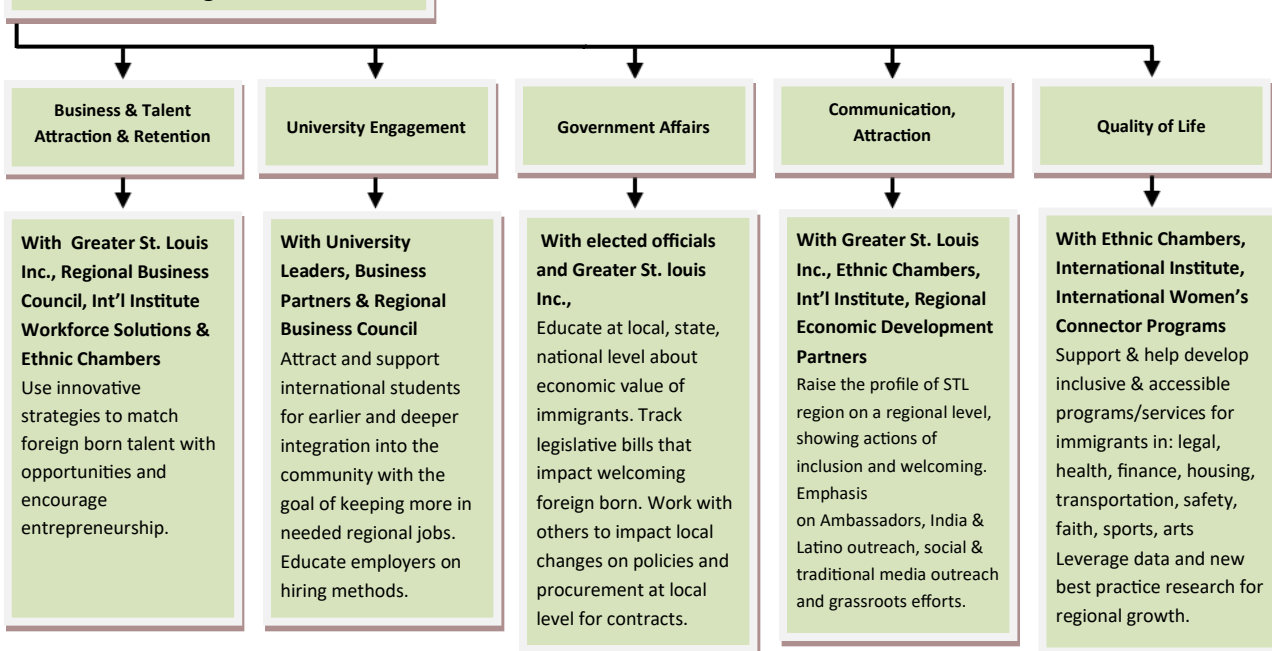 Business & Talent
Attraction & Retention
University Engagement
Government Affairs
Communication,
Attraction
Quality of Life
With Greater St. Louis
Inc., Regional Business
Council, Int'l Institute
Workforce Solutions &
Ethnic Chambers
Use innovative
strategies to match
foreign born talent with
opportunities and
encourage
entrepreneurship.
With University
Leaders, Business
Partners & Regional
Business Council
Attract and support
international students
for earlier and deeper
integration into the
community with the
goal of keeping more in
needed regional jobs.
Educate employers on
hiring methods.
With elected officials
and Greater St. louis
Inc.,
Educate at local, state,
national level about
economic value of
immigrants. Track
legislative bills that
impact welcoming
foreign born. Work with
others to impact local
changes on policies and
procurement at local
level for contracts.
With Greater St. Louis
Inc., Ethnic Chambers,
Int'l Institute, Regional
Economic Development
Partners
Raise the profile of STL
region on a regional level,
showing actions of
inclusion and welcoming.
Emphasis
on Ambassadors, India &
Latino outreach, social &
traditional media outreach
and grassroots efforts.
With Ethnic Chambers,
International Institute,
International Women's
Connector Programs
Support & help develop
inclusive & accessible
programs/services for
immigrants in: legal,
health, finance, housing,
transportation, safety,
faith, sports, arts
Leverage data and new
best practice research for
regional growth.